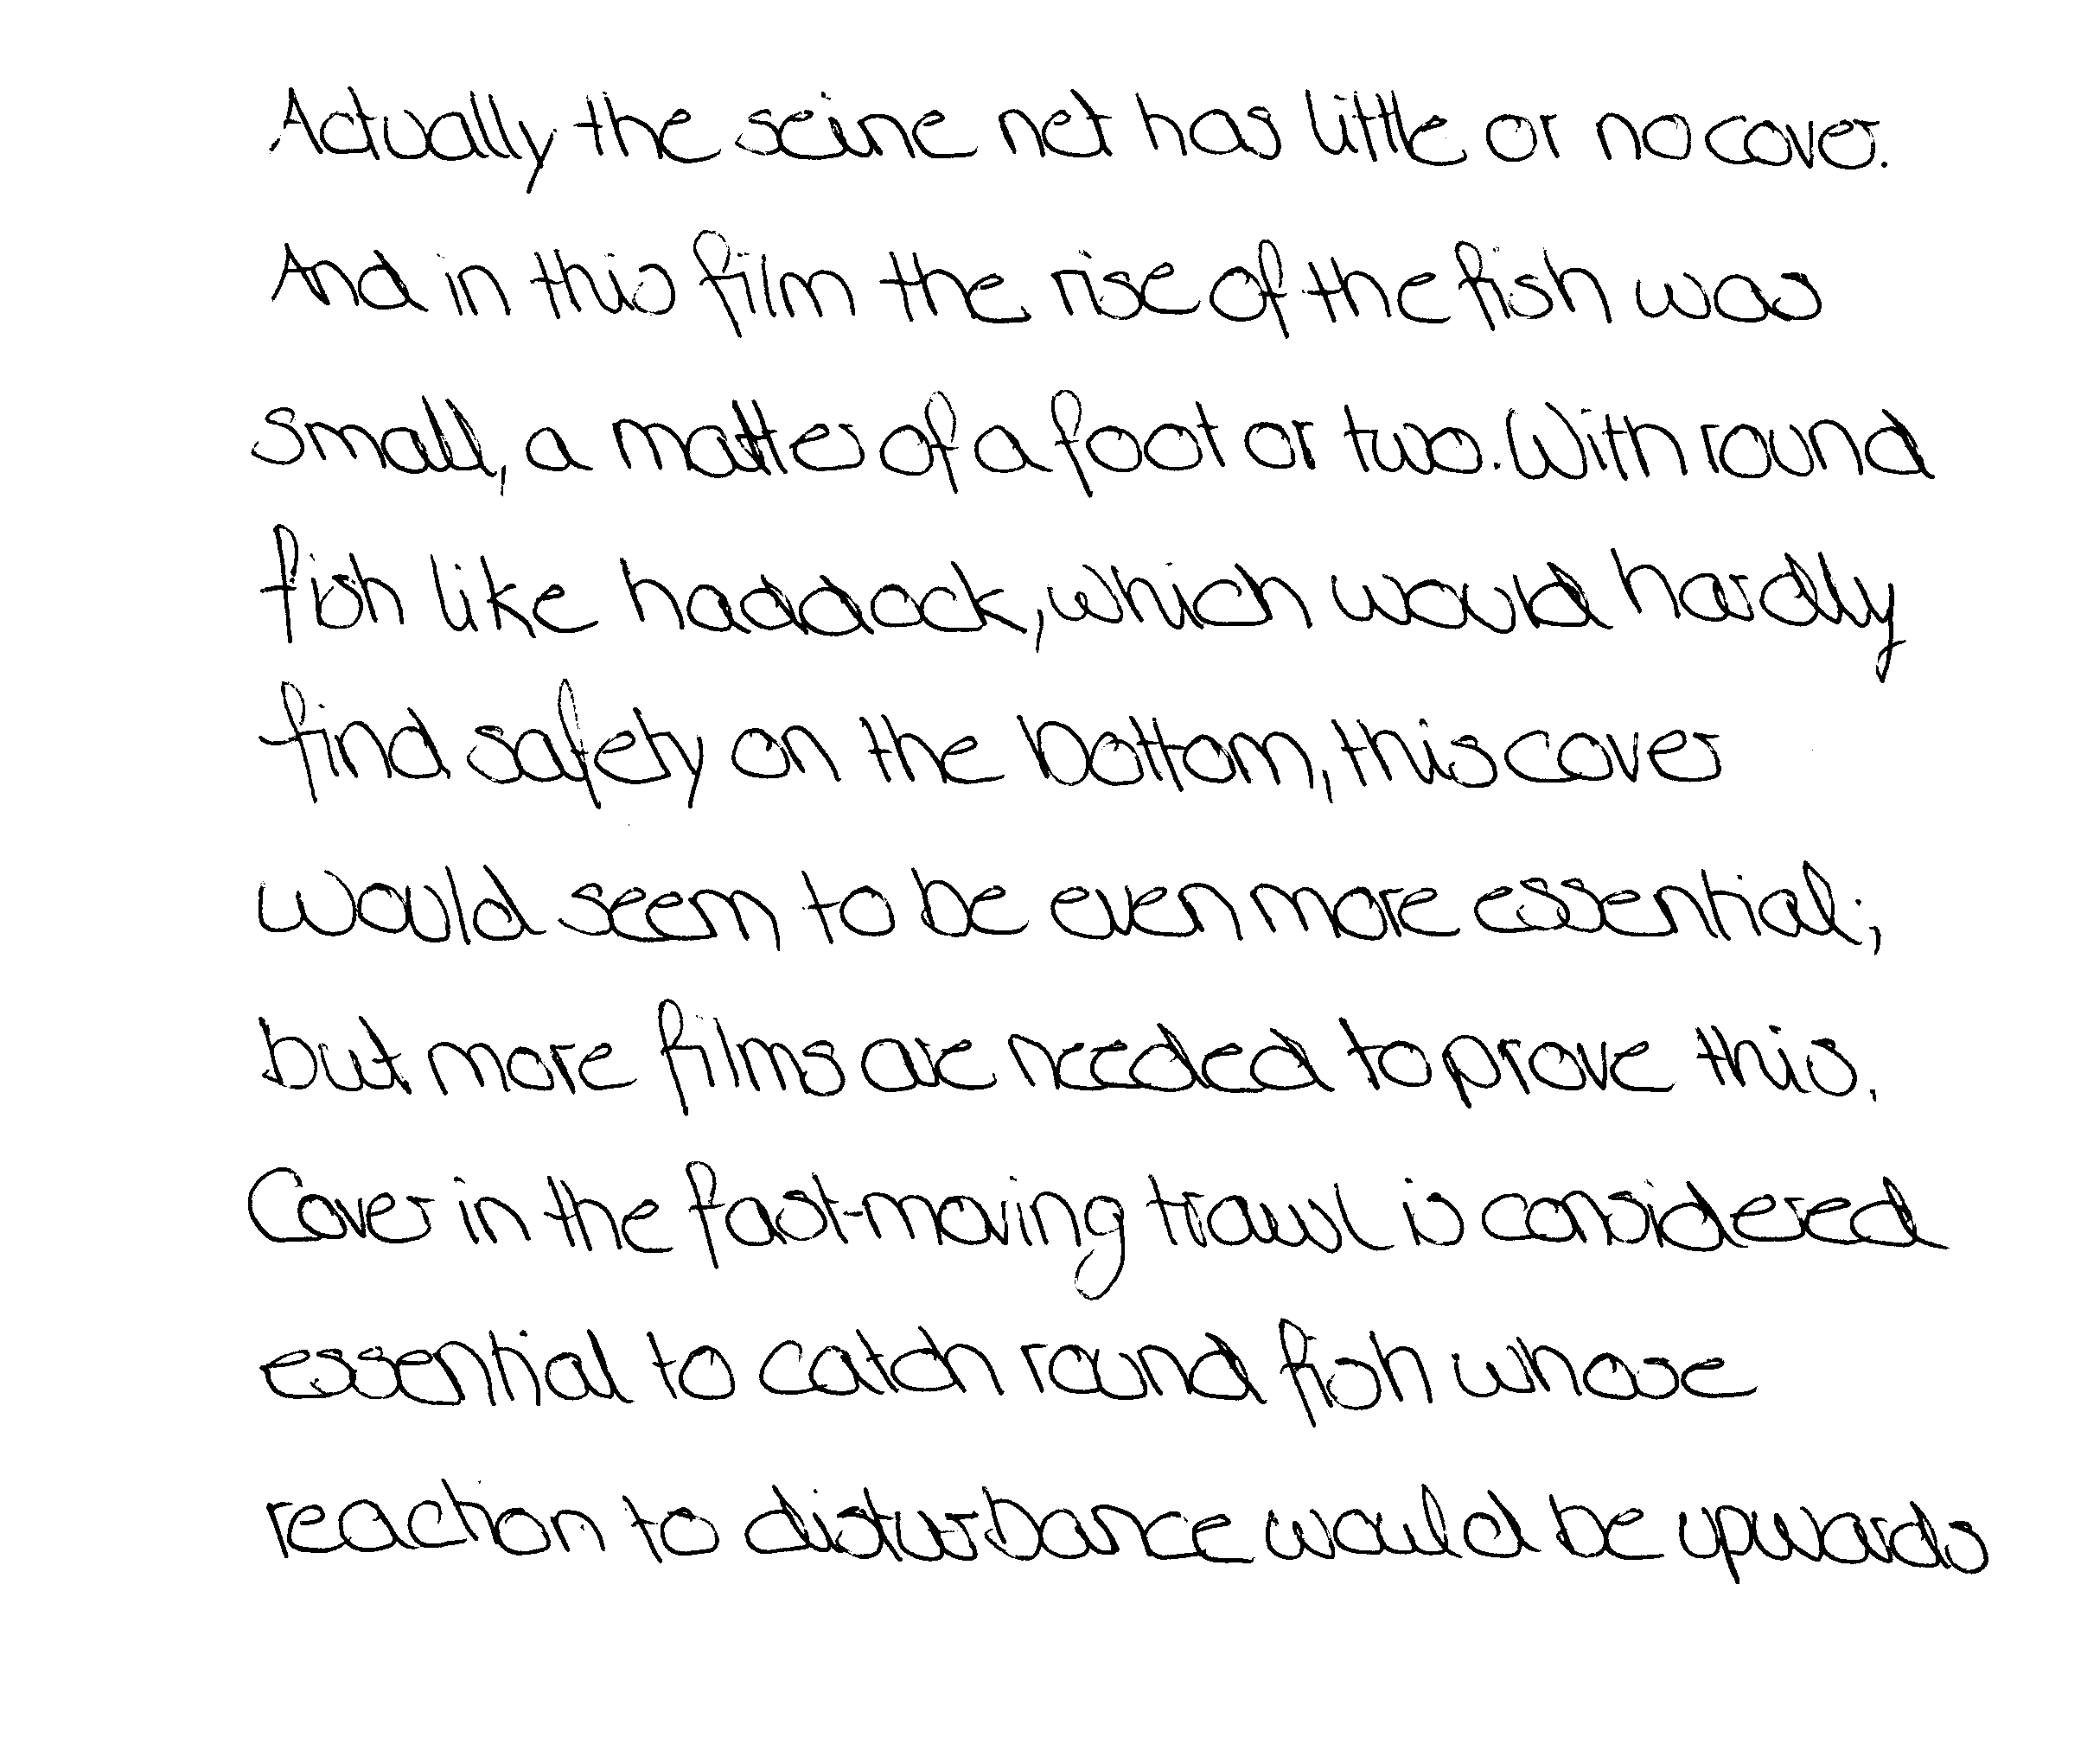 Actually the seine net has little or no cover.
And in this film the rise of the fish was
small, a matter of a foot or two. With round
fish like haddock, which would hardly
find safety on the bottom, this cover
would seem to be even more essential;
but more films are needed to prove this.
Cover in the fast-moving trawl is considered
essential to catch round fish whose
reaction to disturbance would be upwards